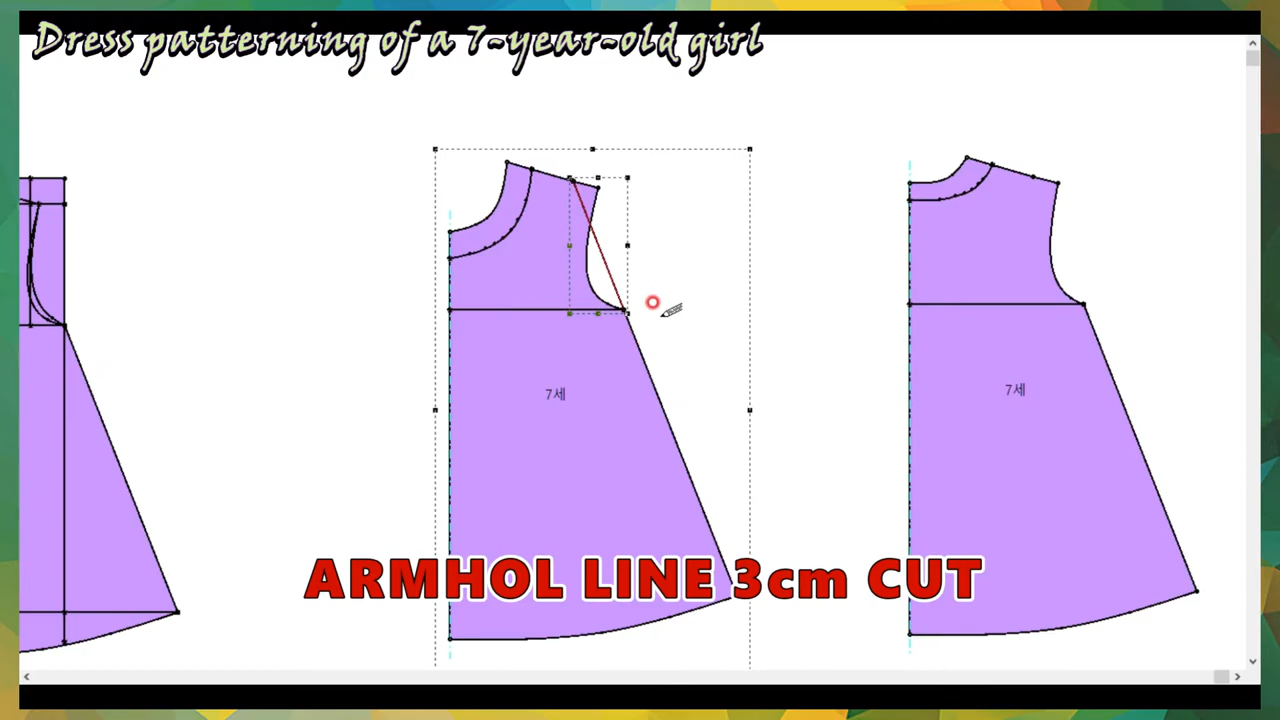 Dress patterning of a 7-year-old girl
7세
7세
ARMHOL LINE 3cm CUT